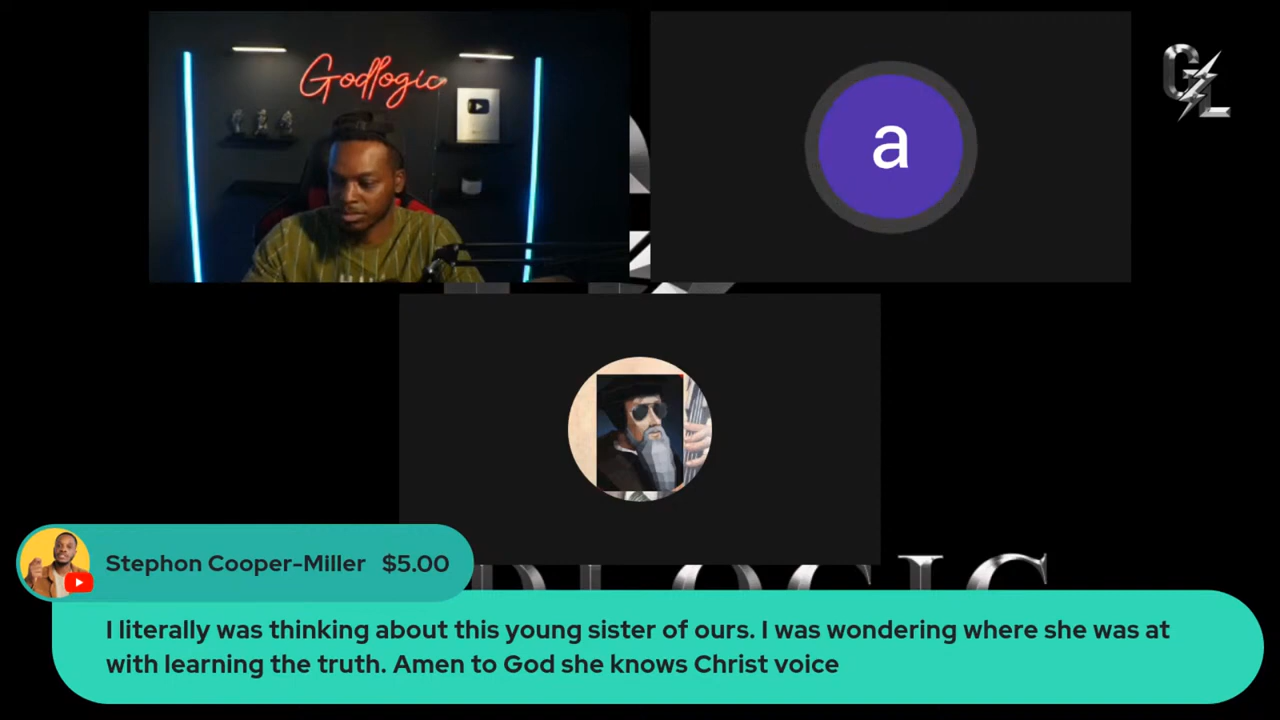 Godlogic
GL
a
Stephon Cooper-Miller $5.00
I literally was thinking about this young sister of ours. I was wondering where she was at
with learning the truth. Amen to God she knows Christ voice